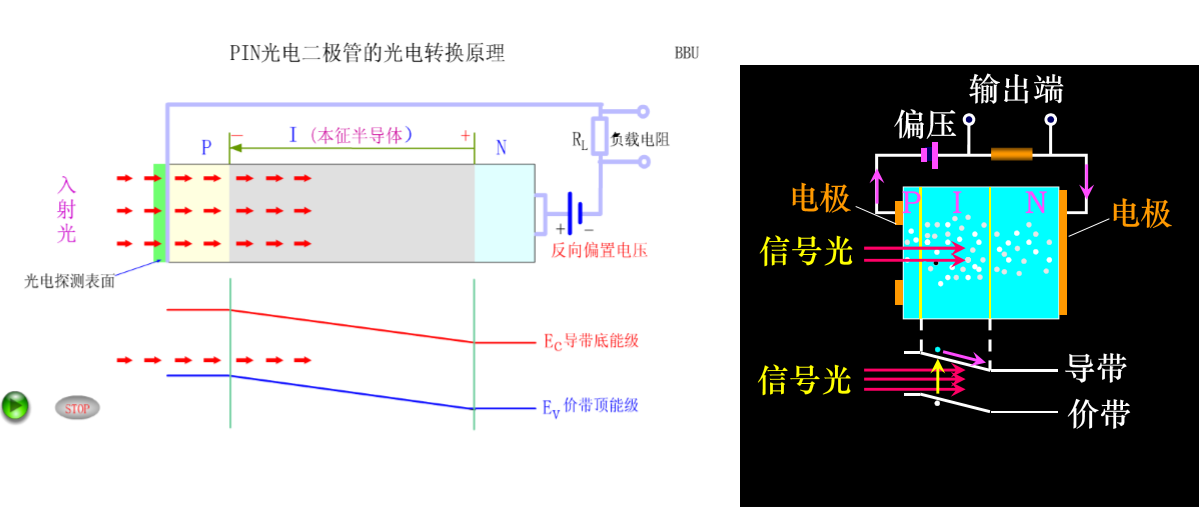 PIN光电二极管的光电转换原理
BBU
P
−
I (本征半导体)
+
N
RL
负载电阻
入射光
+
−
反向偏置电压
光电探测表面
EC导带底能级
EV价带顶能级
STOP
输出端
偏压
电极
P
I
N
电极
信号光
导带
信号光
价带